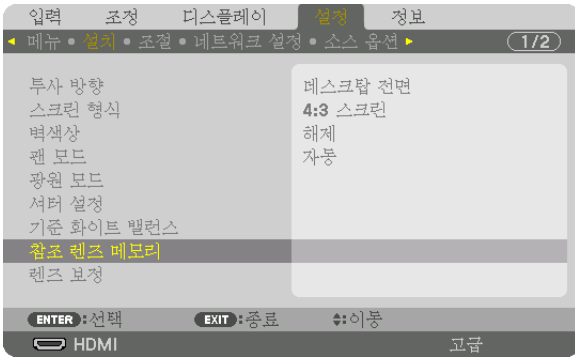 입력 조정 디스플레이 설정 정보
메뉴 ● 설치 ● 조절 ● 네트워크 설정 ● 소스 옵션 1/2
투사 방향 데스크탑 전면
스크린 형식 4:3 스크린
벽색상 해제
팬 모드 자동
광원 모드
셔터 설정
기준 화이트 밸런스
참조 렌즈 메모리
렌즈 보정
ENTER :선택 EXIT :종료 :이동
HDMI 고급